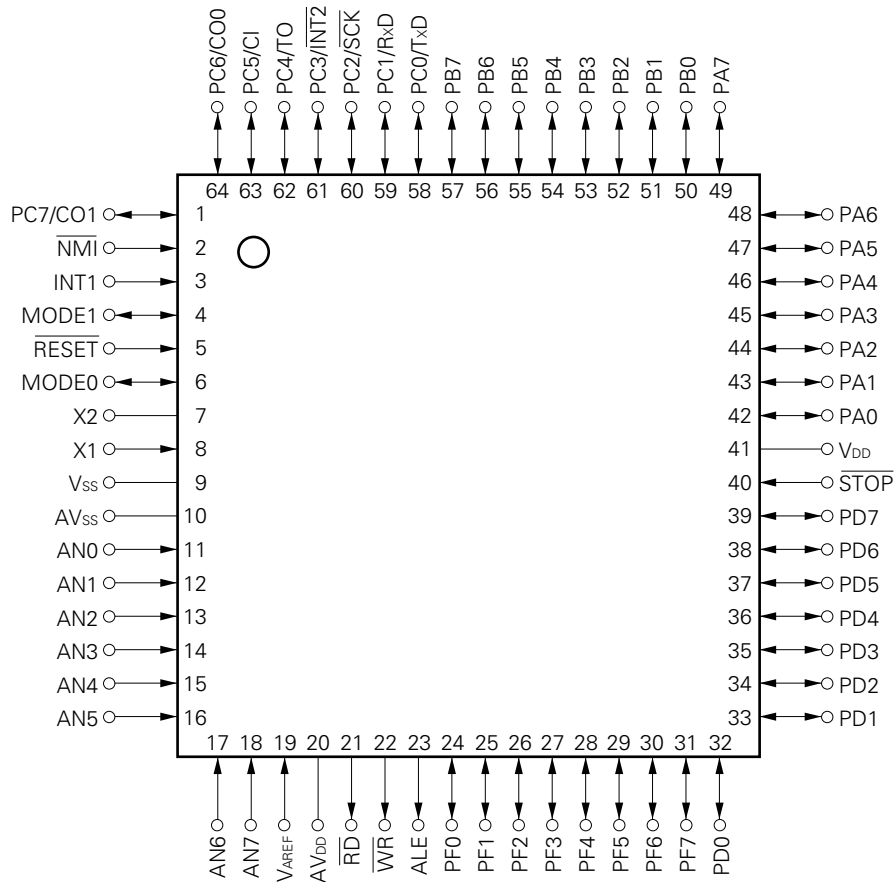 PC6/CO0
PC5/CI
PC4/TO
PC3/INT2
PC2/SCK
PC1/RxD
PC0/TxD
PB7
PB6
PB5
PB4
PB3
PB2
PB1
PB0
PA7
64 63 62 61 60 59 58 57 56 55 54 53 52 51 50 49
PC7/CO1 1 48 PA6
NMI 2 47 PA5
INT1 3 46 PA4
MODE1 4 45 PA3
RESET 5 44 PA2
MODE0 6 43 PA1
X2 7 42 PA0
X1 8 41 VDD
VSS 9 40 STOP
AVSS 10 39 PD7
AN0 11 38 PD6
AN1 12 37 PD5
AN2 13 36 PD4
AN3 14 35 PD3
AN4 15 34 PD2
AN5 16 33 PD1
17 18 19 20 21 22 23 24 25 26 27 28 29 30 31 32
AN6
AN7
VAREF
AVDD
RD
WR
ALE
PF0
PF1
PF2
PF3
PF4
PF5
PF6
PF7
PD0